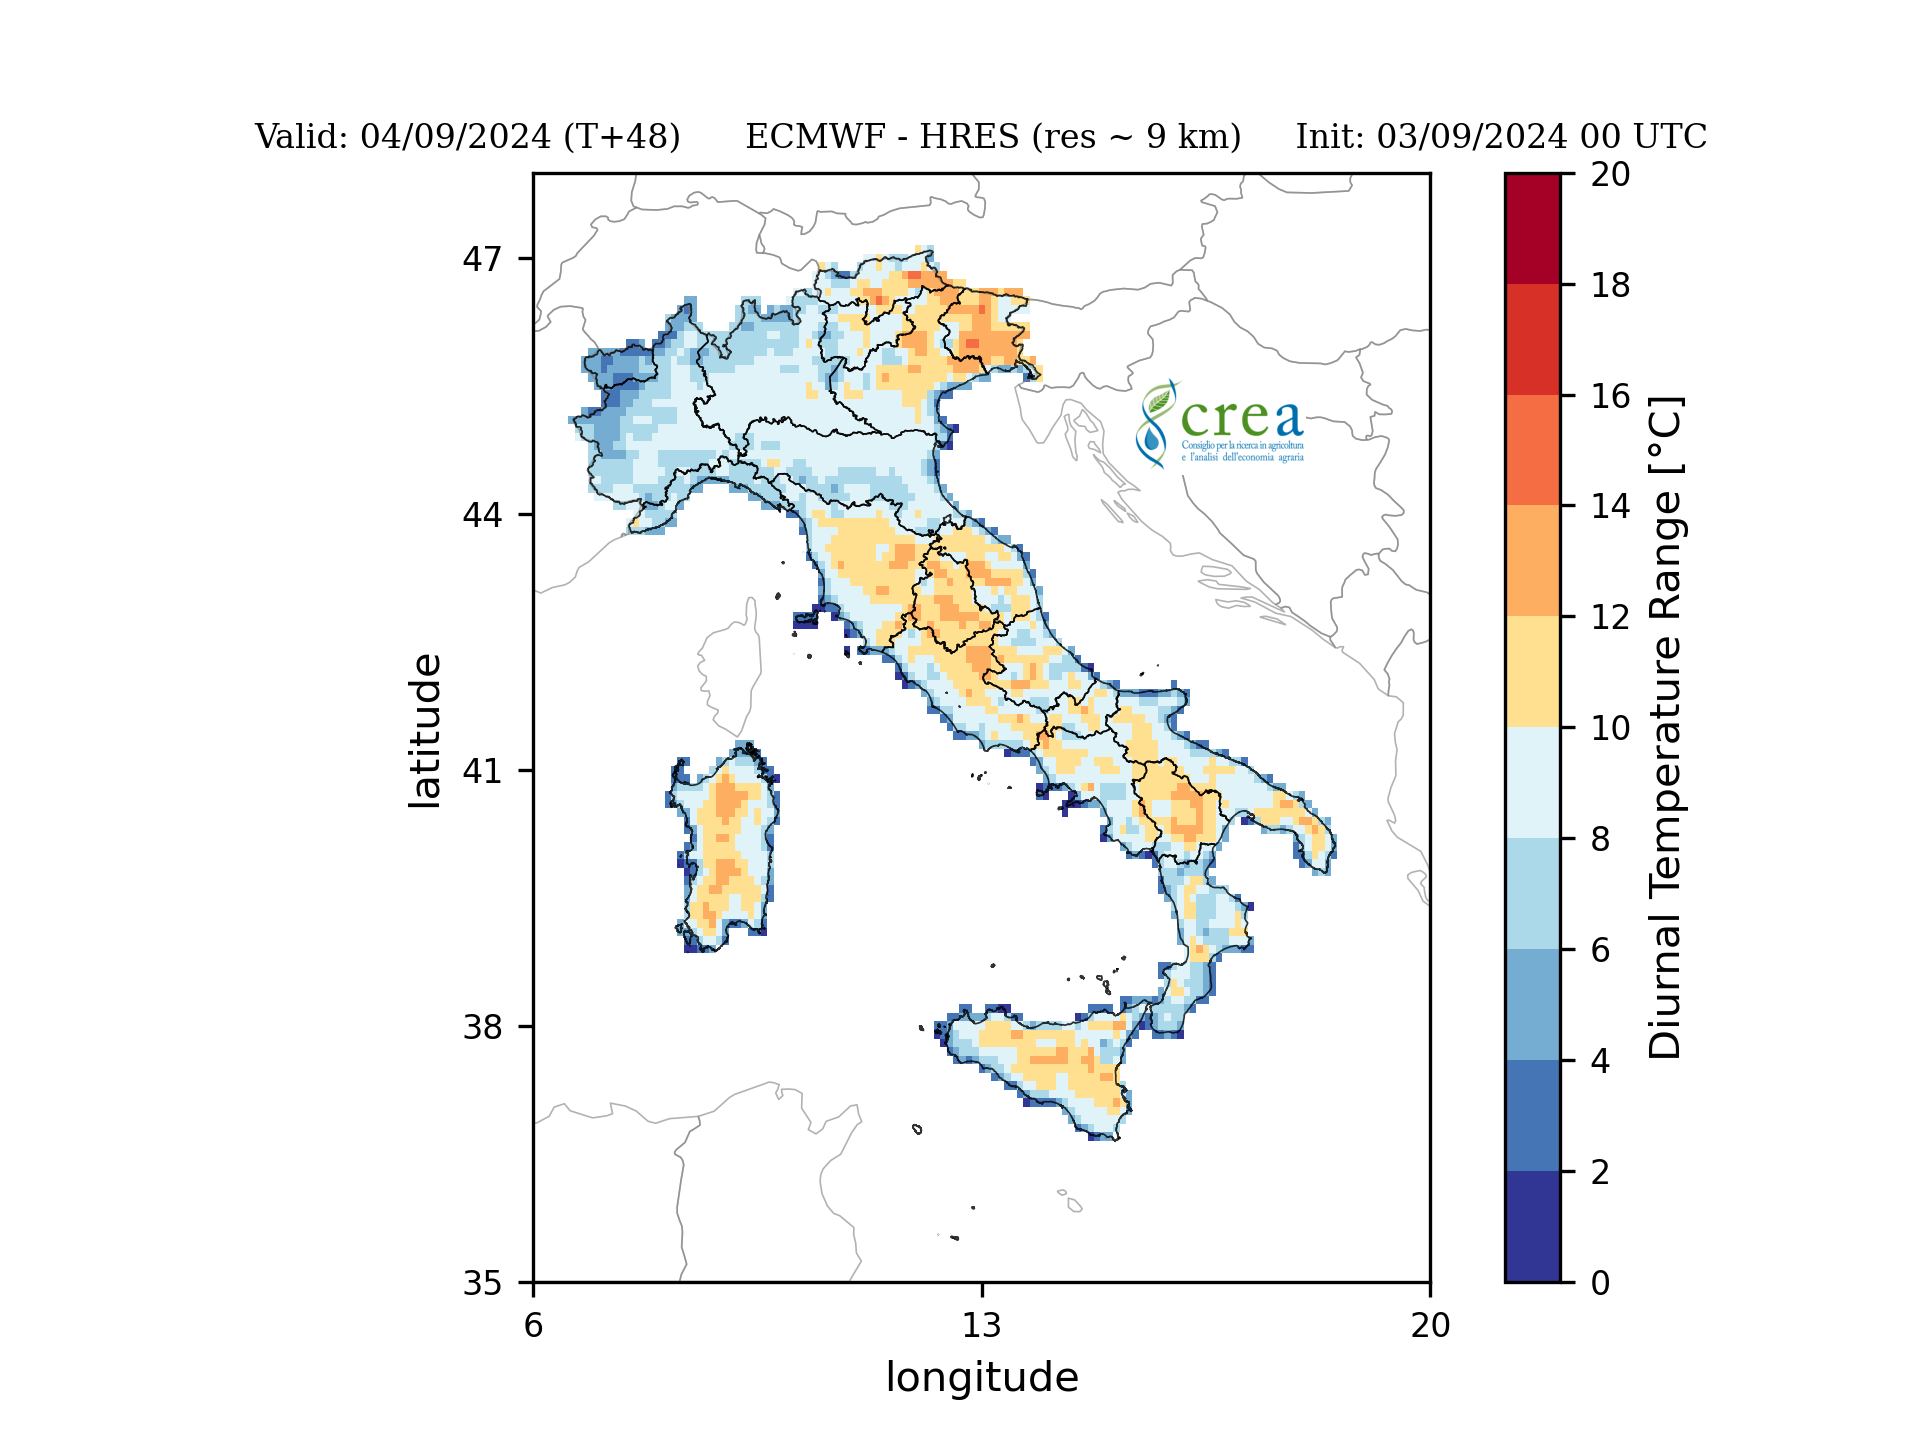 Valid: 04/09/2024 (T+48) ECMWF - HRES (res ~ 9 km) Init: 03/09/2024 00 UTC
47
44
41
38
35
latitude
6 13 20
longitude
crea
Consiglio per la ricerca in agricoltura
e l'analisi dell'economia agraria
20
18
16
14
12
10
8
6
4
2
0
Diurnal Temperature Range [°C]